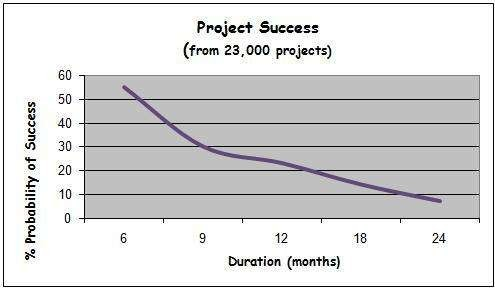 Project Success
(from 23,000 projects)
% Probability of Success
60
50
40
30
20
10
0
6 9 12 18 24
Duration (months)